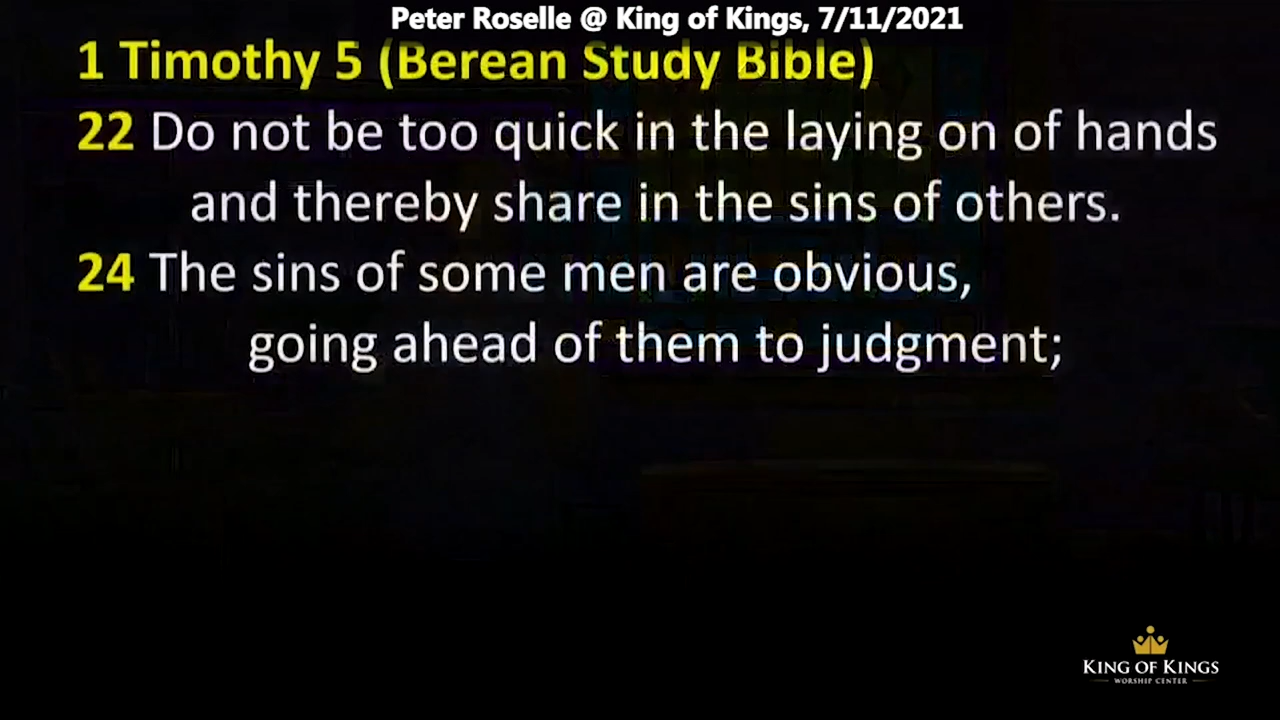 Peter Roselle @ King of Kings, 7/11/2021
1 Timothy 5 (Berean Study Bible)
22 Do not be too quick in the laying on of hands
and thereby share in the sins of others.
24 The sins of some men are obvious,
going ahead of them to judgment;
KING OF KINGS
WORSHIP CENTER